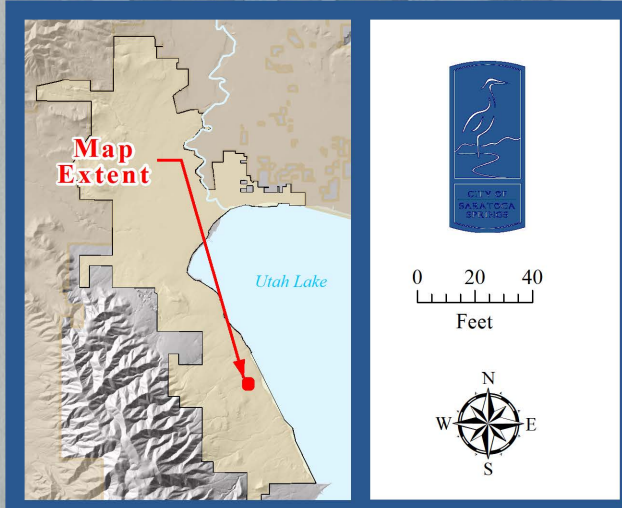 Map
Extent
Utah Lake
CITY OF
SARATOGA
SPRINGS
0 20 40
Feet
N
W E
S